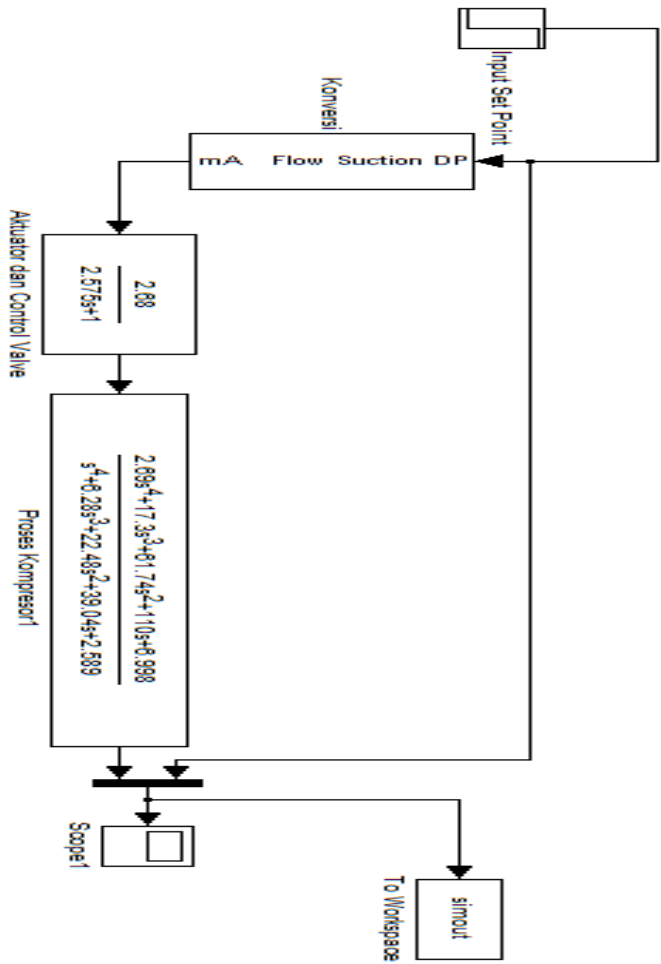 Input Set Point
Konversi
mA Flow Suction DP
2.68
2.575s+1
Aktuator dan Control Valve
2.69s4+17.3s3+61.74s2+110s+6.998
s4+6.28s3+22.48s2+39.04s+2.589
Proses Kompresor1
Scope1
simout
To Workspace